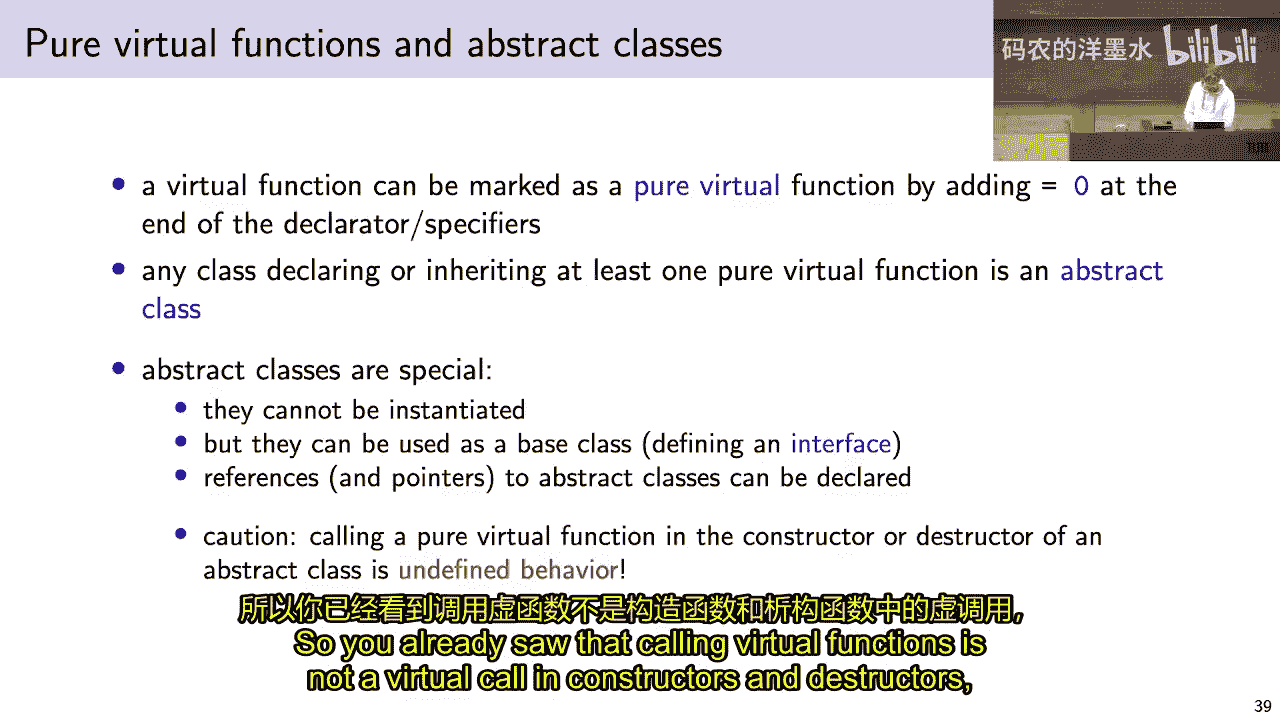 Pure virtual functions and abstract classes
码农的洋墨水 bilibili
• a virtual function can be marked as a pure virtual function by adding = 0 at the
end of the declarator/specifiers
• any class declaring or inheriting at least one pure virtual function is an abstract
class
• abstract classes are special:
• they cannot be instantiated
• but they can be used as a base class (defining an interface)
• references (and pointers) to abstract classes can be declared
• caution: calling a pure virtual function in the constructor or destructor of an
abstract class is undefined behavior!
所以你已经看到调用虚函数不是构造函数和析构函数中的虚调用,
So you already saw that calling virtual functions is
not a virtual call in constructors and destructors,
39